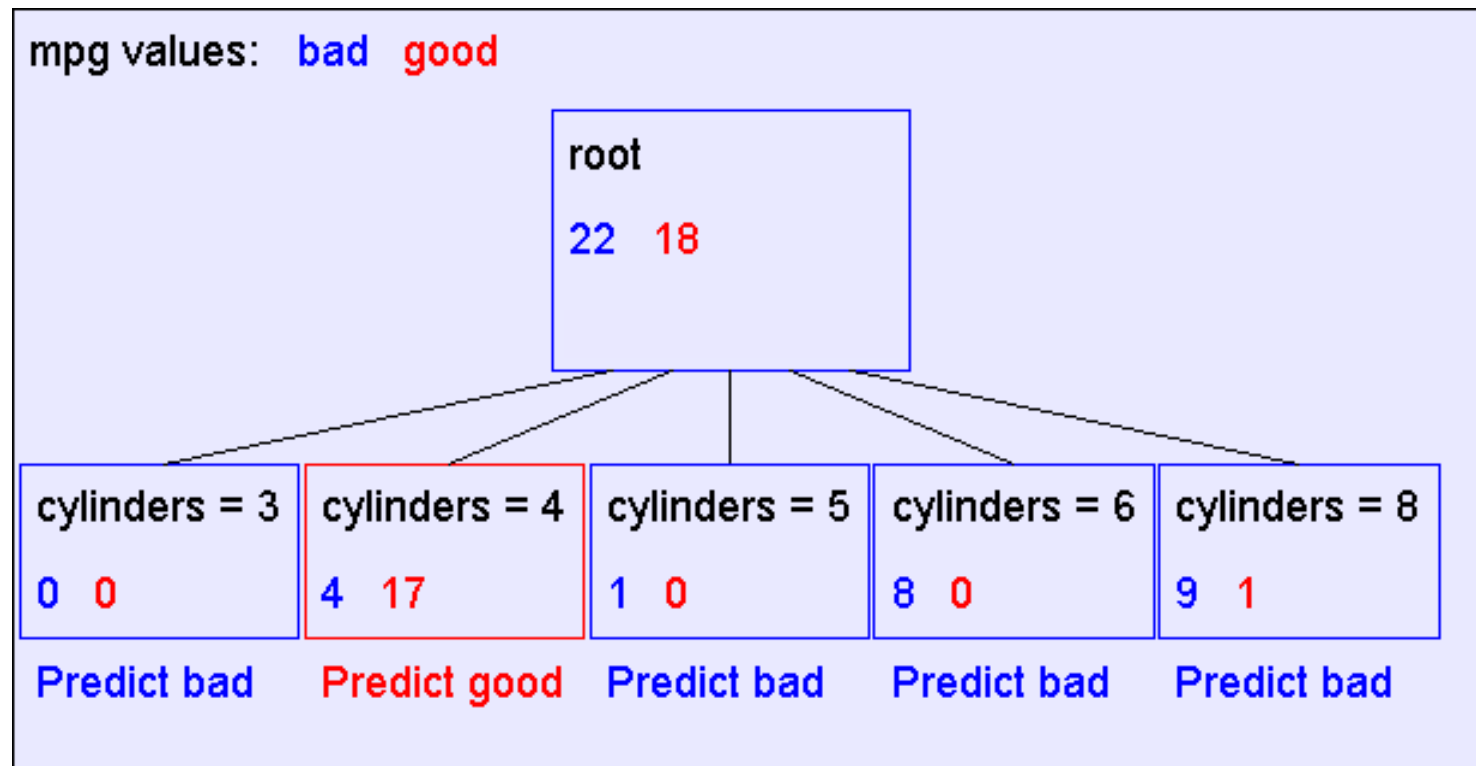 mpg values: bad good
root
22 18
cylinders = 3 cylinders = 4 cylinders = 5 cylinders = 6 cylinders = 8
0 0 4 17 1 0 8 0 9 1
Predict bad Predict good Predict bad Predict bad Predict bad